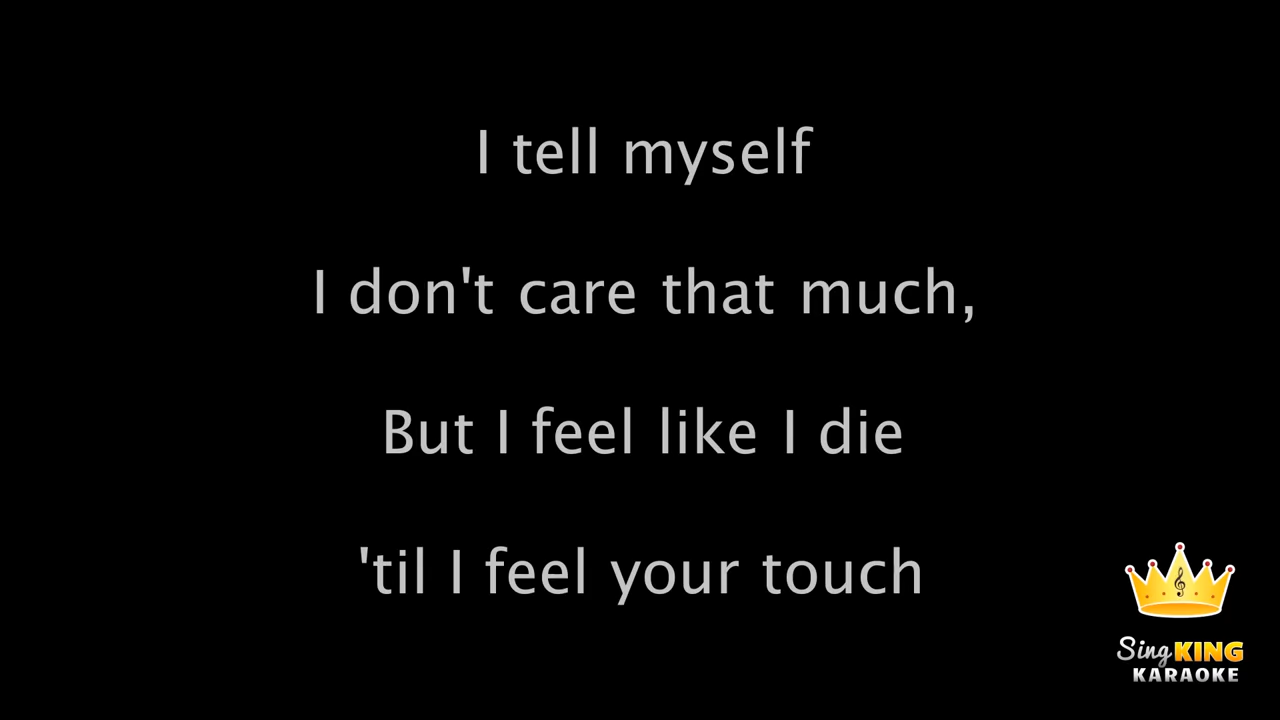 I tell myself
I don't care that much,
But I feel like I die
'til I feel your touch
Sing KING
KARAOKE